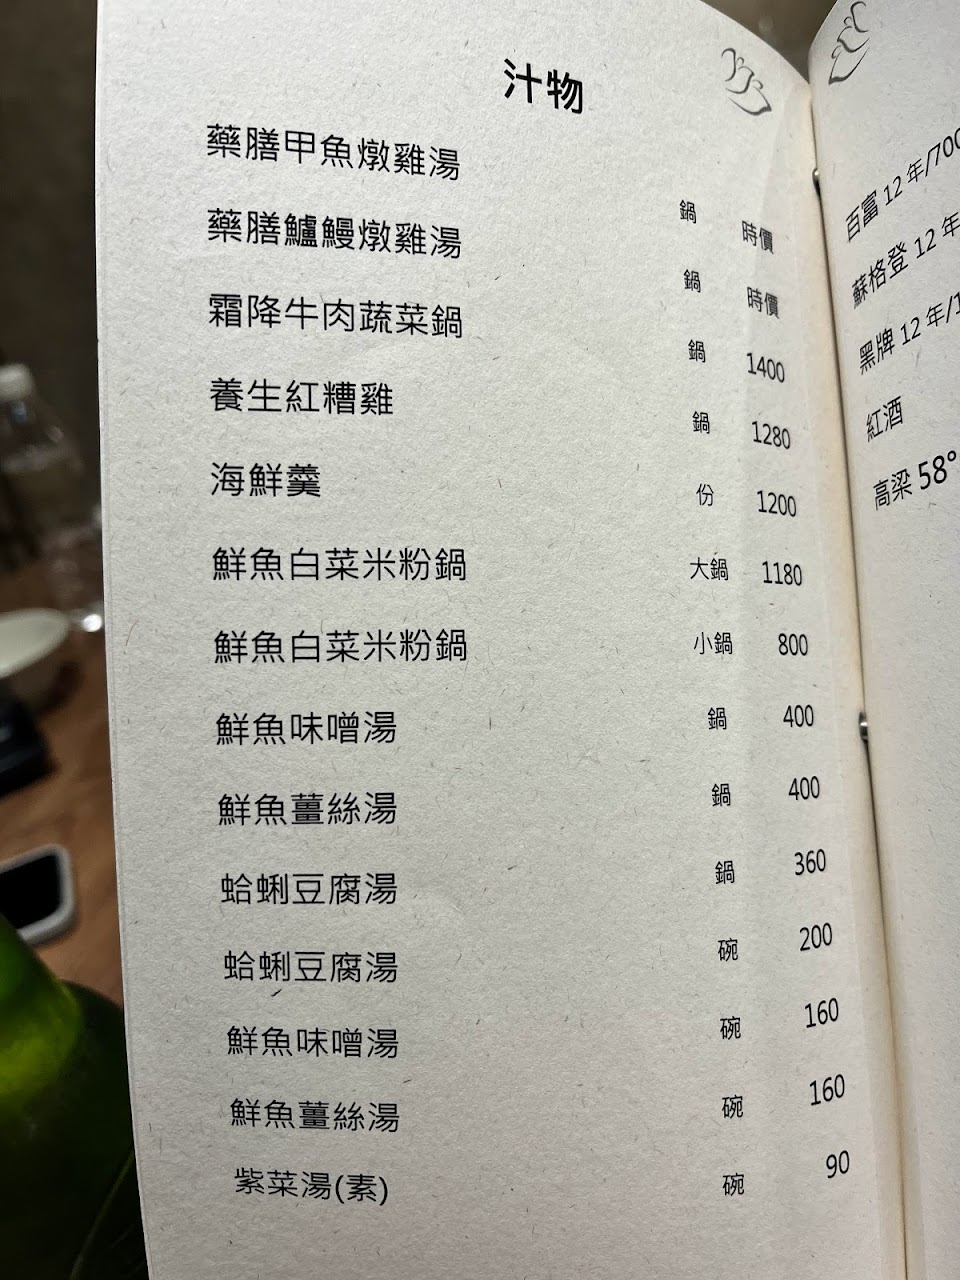 汁物
藥膳甲魚燉雞湯 鍋 時價
藥膳鱸鰻燉雞湯 鍋 時價
霜降牛肉蔬菜鍋 鍋 1400
養生紅糟雞 鍋 1280
海鮮羹 份 1200
鮮魚白菜米粉鍋 大鍋 1180
鮮魚白菜米粉鍋 小鍋 800
鮮魚味噌湯 鍋 400
鮮魚薑絲湯 鍋 400
蛤蜊豆腐湯 鍋 360
蛤蜊豆腐湯 碗 200
鮮魚味噌湯 碗 160
鮮魚薑絲湯 碗 160
紫菜湯(素) 碗 90
百富 12 年/700
蘇格登 12 年
黑牌 12 年/1
紅酒
高梁 58°